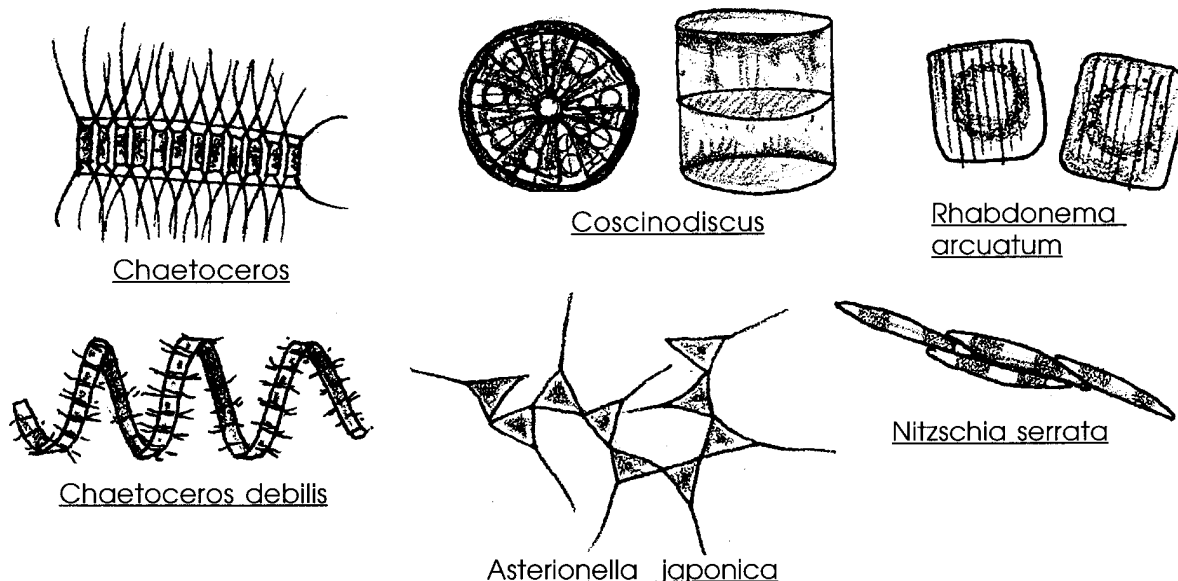 Chaetoceros
Coscinodiscus
Rhabdonema
arcuatum
Chaetoceros debilis
Asterionella japonica
Nitzschia serrata